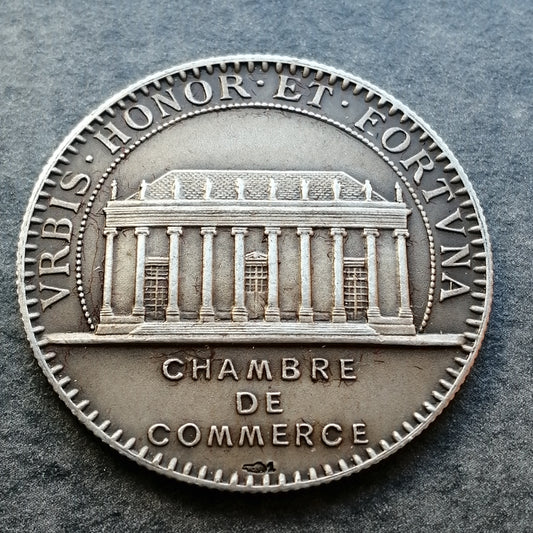 VRBIS · HONOR · ET · FORTVNA
CHAMBRE
DE
COMMERCE